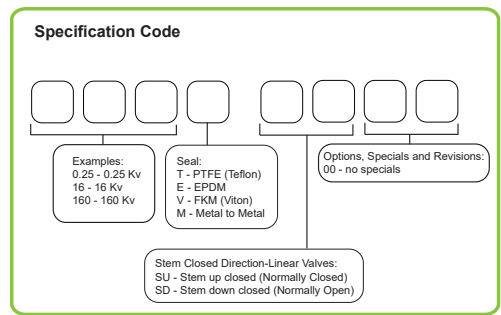 Specification Code
Examples:
0.25 - 0.25 Kv
16 - 16 Kv
160 - 160 Kv
Seal:
T - PTFE (Teflon)
E - EPDM
V - FKM (Viton)
M - Metal to Metal
Options, Specials and Revisions:
00 - no specials
Stem Closed Direction-Linear Valves:
SU - Stem up closed (Normally Closed)
SD - Stem down closed (Normally Open)